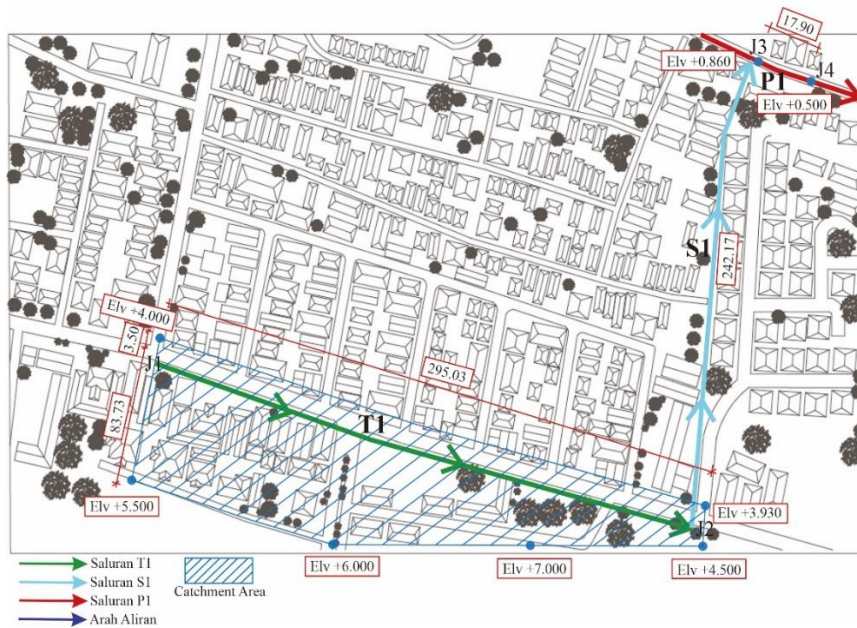 17.90
J3
Elv +0.860
P1
J4
Elv +0.500
S1
242.17
Elv +4.000
3.50
J1
295.03
83.73
T1
Elv +5.500
Elv +3.930
J2
Elv +6.000
Elv +7.000
Elv +4.500
Saluran T1
Saluran S1
Saluran P1
Arah Aliran
Catchment Area